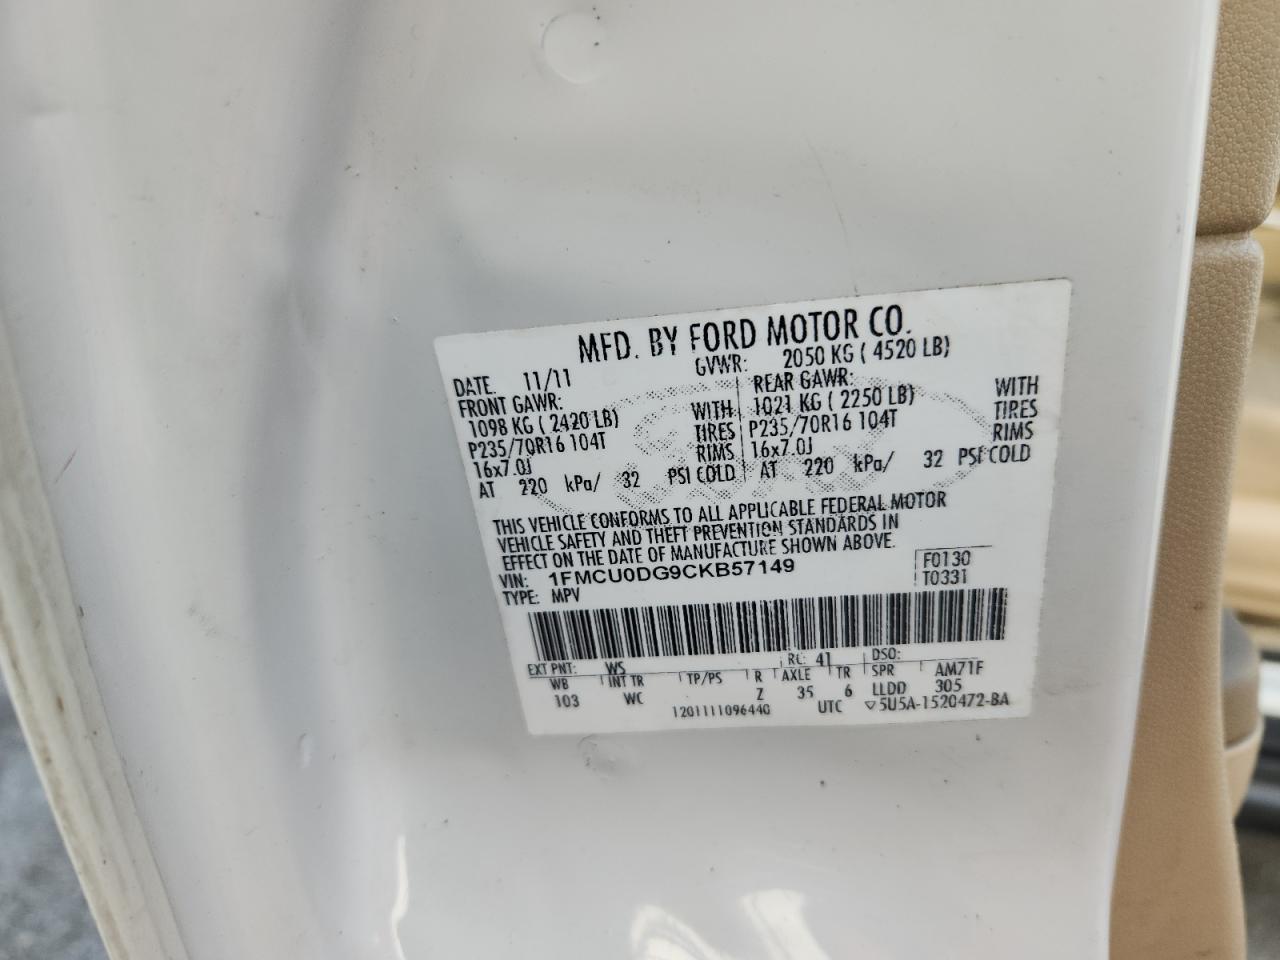 MFD. BY FORD MOTOR CO.
DATE: 11/11 GVWR: 2050 KG ( 4520 LB)
FRONT GAWR: REAR GAWR:
1098 KG ( 2420 LB) WITH 1021 KG ( 2250 LB) WITH
P235/70R16 104T TIRES P235/70R16 104T TIRES
16x7.0J RIMS 16x7.0J RIMS
AT 220 kPa/ 32 PSI COLD AT 220 kPa/ 32 PSI COLD
THIS VEHICLE CONFORMS TO ALL APPLICABLE FEDERAL MOTOR
VEHICLE SAFETY AND THEFT PREVENTION STANDARDS IN
EFFECT ON THE DATE OF MANUFACTURE SHOWN ABOVE.
VIN: 1FMCU0DG9CKB57149 F0130
TYPE: MPV T0331
EXT PNT: WS RC: 41 DSO:
WB INT TR TP/PS R AXLE TR SPR AM71F
103 WC Z 35 6 LLDD 305
1201111096440 UTC ▽5U5A-1520472-BA